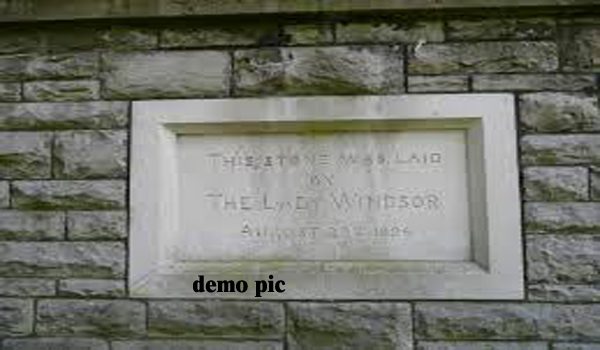 THIS STONE WAS LAID
BY
THE LADY WINDSOR
AUGUST
demo pic